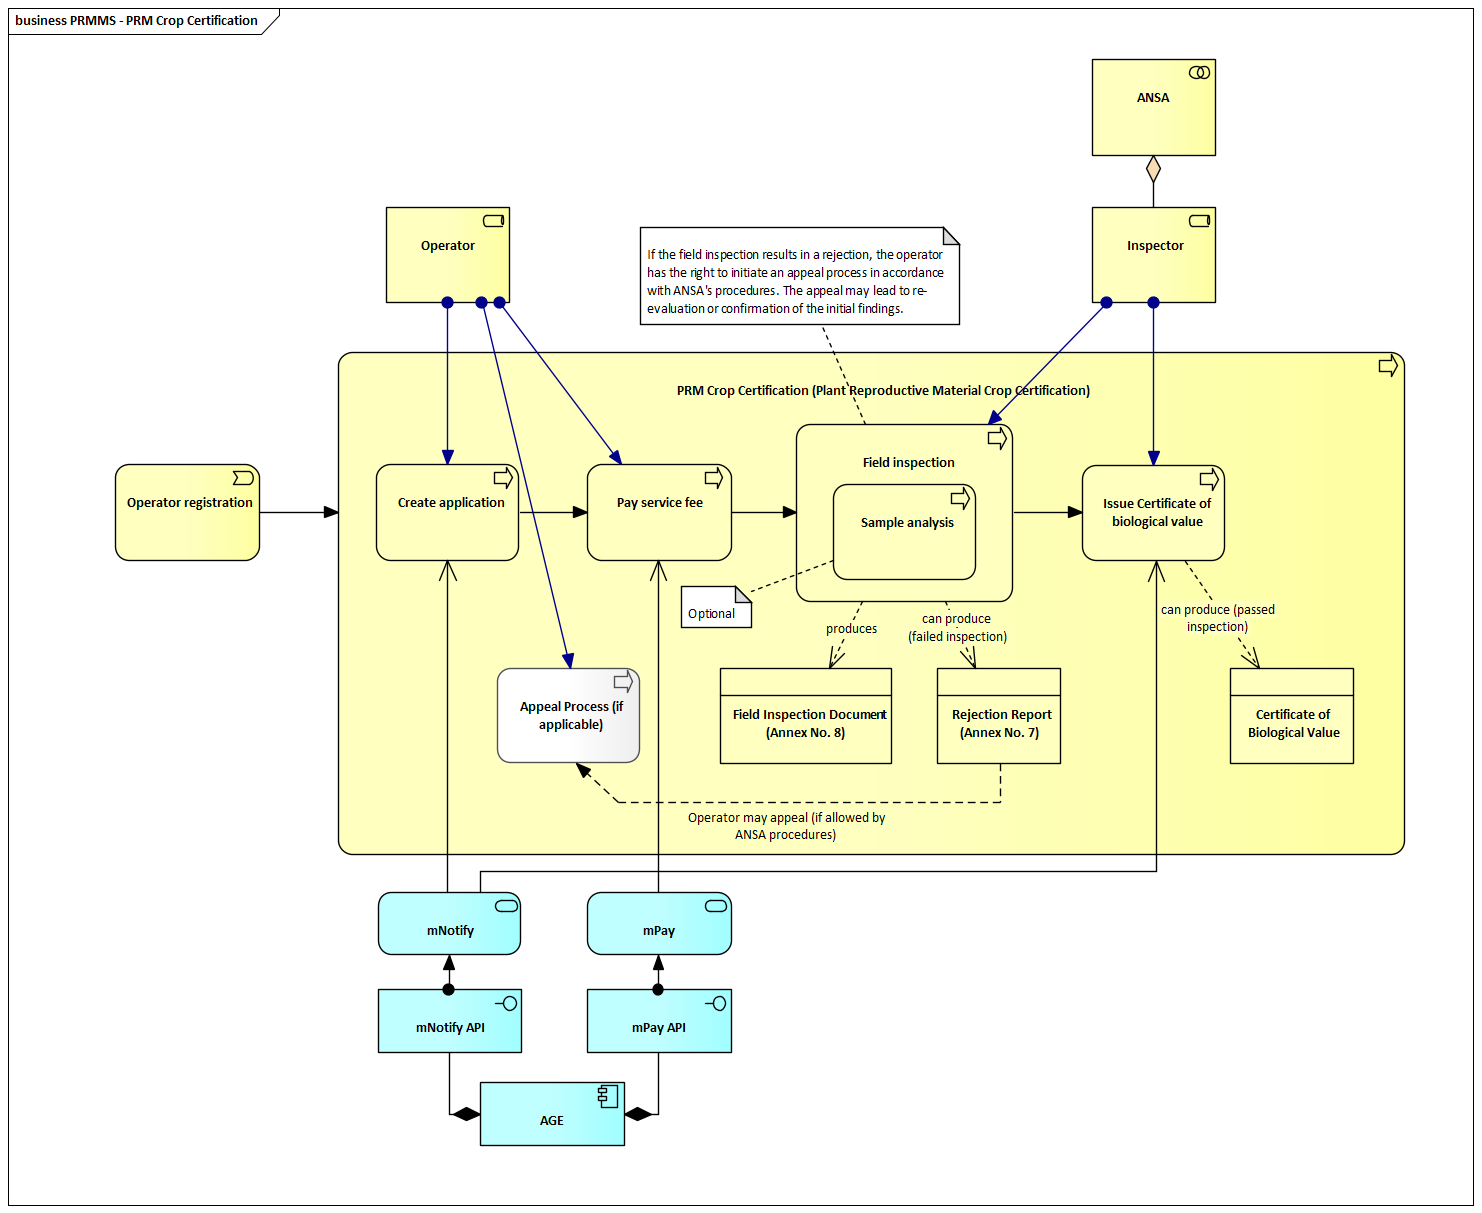 business PRMMS - PRM Crop Certification
ANSA
Operator
Inspector
If the field inspection results in a rejection, the operator
has the right to initiate an appeal process in accordance
with ANSA's procedures. The appeal may lead to re-
evaluation or confirmation of the initial findings.
PRM Crop Certification (Plant Reproductive Material Crop Certification)
Operator registration
Create application
Pay service fee
Field inspection
Sample analysis
Issue Certificate of
biological value
Optional
produces
can produce
(failed inspection)
can produce (passed
inspection)
Appeal Process (if
applicable)
Field Inspection Document
(Annex No. 8)
Rejection Report
(Annex No. 7)
Certificate of
Biological Value
Operator may appeal (if allowed by
ANSA procedures)
mNotify
mPay
mNotify API
mPay API
AGE